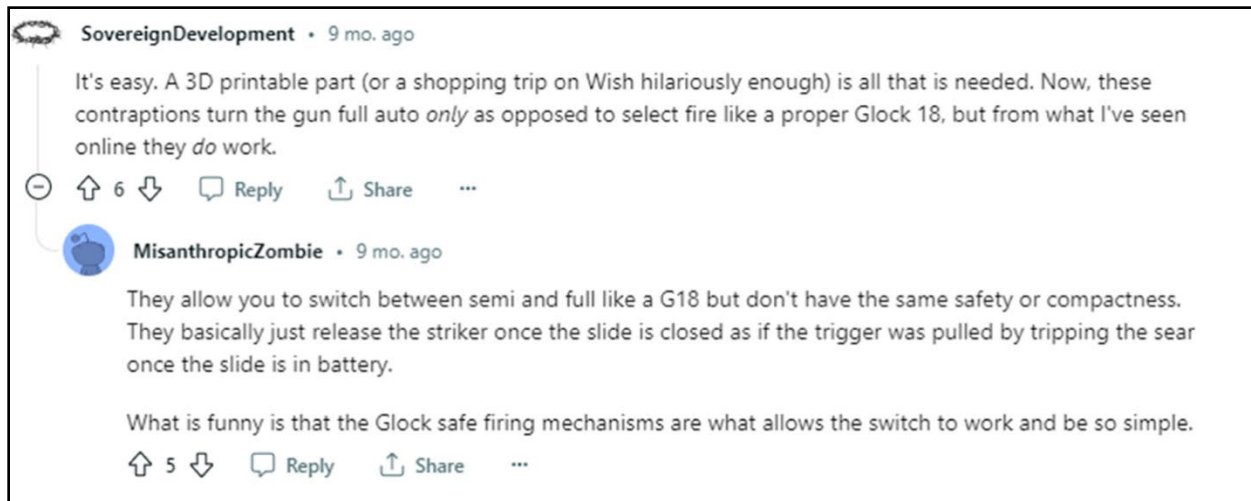 SovereignDevelopment • 9 mo. ago
It's easy. A 3D printable part (or a shopping trip on Wish hilariously enough) is all that is needed. Now, these
contraptions turn the gun full auto only as opposed to select fire like a proper Glock 18, but from what I've seen
online they do work.
6 Reply Share ...
MisanthropicZombie • 9 mo. ago
They allow you to switch between semi and full like a G18 but don't have the same safety or compactness.
They basically just release the striker once the slide is closed as if the trigger was pulled by tripping the sear
once the slide is in battery.
What is funny is that the Glock safe firing mechanisms are what allows the switch to work and be so simple.
5 Reply Share ...